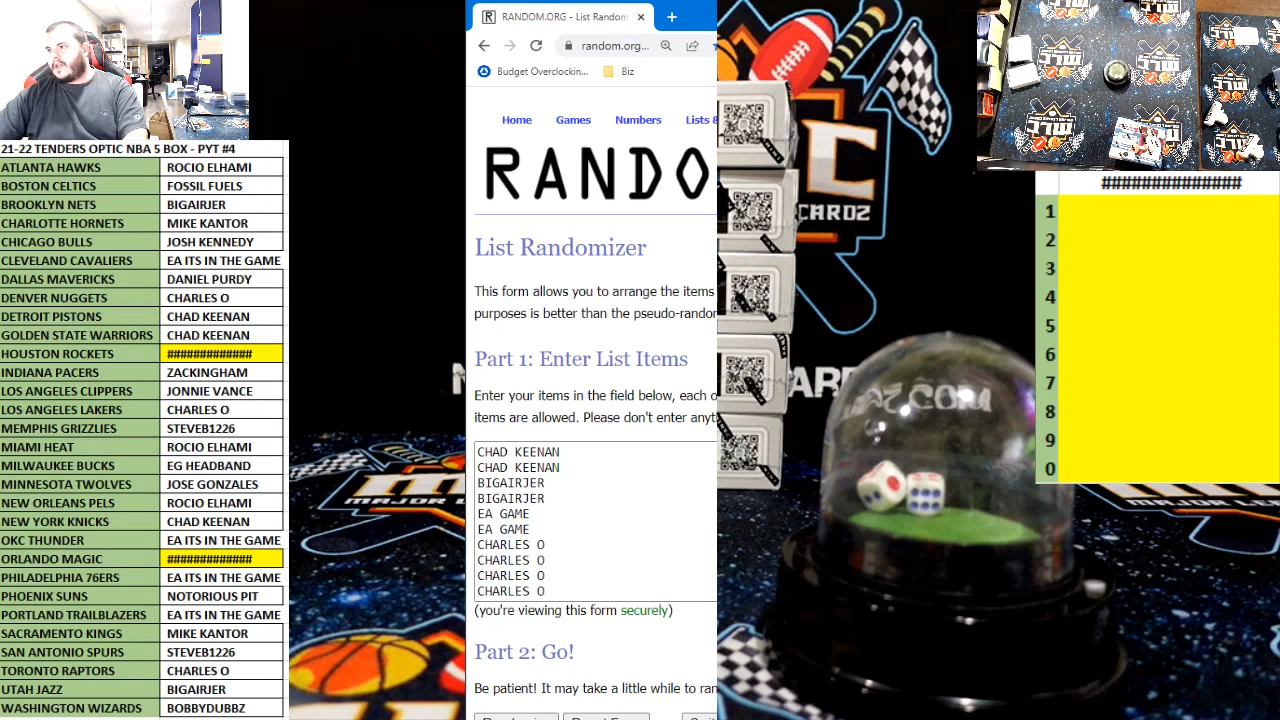 21-22 TENDERS OPTIC NBA 5 BOX - PYT #4
ATLANTA HAWKS ROCIO ELHAMI
BOSTON CELTICS FOSSIL FUELS
BROOKLYN NETS BIGAIRJER
CHARLOTTE HORNETS MIKE KANTOR
CHICAGO BULLS JOSH KENNEDY
CLEVELAND CAVALIERS EA ITS IN THE GAME
DALLAS MAVERICKS DANIEL PURDY
DENVER NUGGETS CHARLES O
DETROIT PISTONS CHAD KEENAN
GOLDEN STATE WARRIORS CHAD KEENAN
HOUSTON ROCKETS #############
INDIANA PACERS ZACKINGHAM
LOS ANGELES CLIPPERS JONNIE VANCE
LOS ANGELES LAKERS CHARLES O
MEMPHIS GRIZZLIES STEVEB1226
MIAMI HEAT ROCIO ELHAMI
MILWAUKEE BUCKS EG HEADBAND
MINNESOTA TWOLVES JOSE GONZALES
NEW ORLEANS PELS ROCIO ELHAMI
NEW YORK KNICKS CHAD KEENAN
OKC THUNDER EA ITS IN THE GAME
ORLANDO MAGIC #############
PHILADELPHIA 76ERS EA ITS IN THE GAME
PHOENIX SUNS NOTORIOUS PIT
PORTLAND TRAILBLAZERS EA ITS IN THE GAME
SACRAMENTO KINGS MIKE KANTOR
SAN ANTONIO SPURS STEVEB1226
TORONTO RAPTORS CHARLES O
UTAH JAZZ BIGAIRJER
WASHINGTON WIZARDS BOBBYDUBBZ
RANDOM.ORG - List Random
random.org...
Budget Overclockin... Biz
Home Games Numbers Lists &
RANDO
List Randomizer
This form allows you to arrange the items
purposes is better than the pseudo-randor
Part 1: Enter List Items
Enter your items in the field below, each o
items are allowed. Please don't enter anyt
CHAD KEENAN
CHAD KEENAN
BIGAIRJER
BIGAIRJER
EA GAME
EA GAME
CHARLES O
CHARLES O
CHARLES O
CHARLES O
(you're viewing this form securely)
Part 2: Go!
Be patient! It may take a little while to ran
C
CARDZ
MAJOR
##############
1
2
3
4
5
6
7
8
9
0